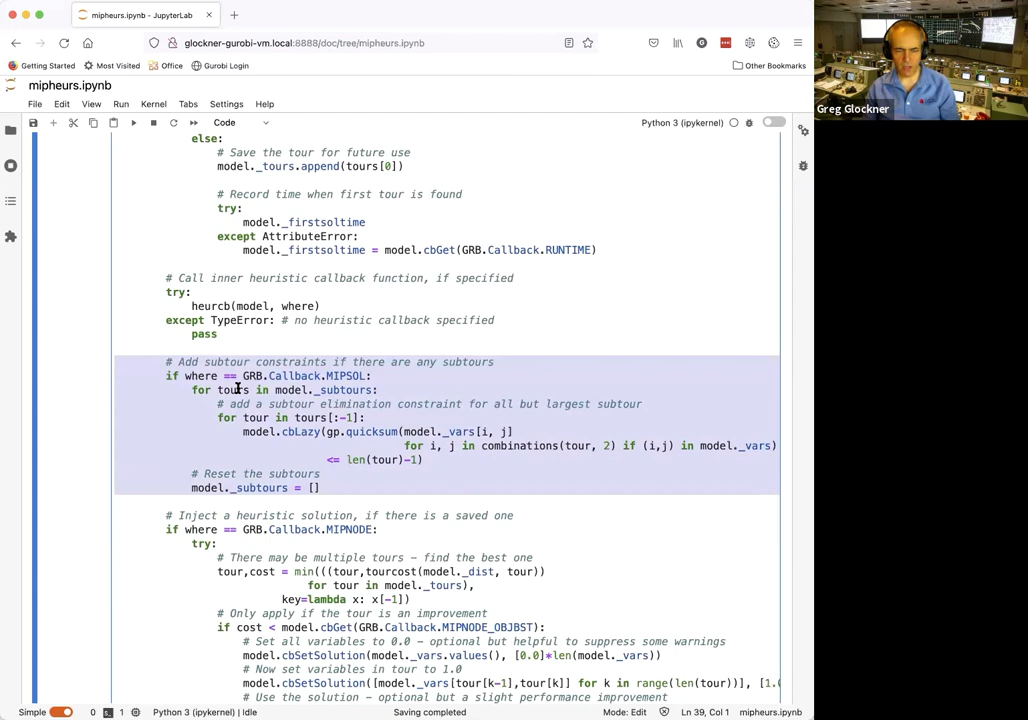 mipheurs.ipynb - JupyterLab
glockner-gurobi-vm.local:8888/doc/tree/mipheurs.ipynb
Getting Started
Most Visited
Office
Gurobi Login
Other Bookmarks
mipheurs.ipynb
File Edit View Run Kernel Tabs Settings Help
Code
Python 3 (ipykernel)
else:
# Save the tour for future use
model._tours.append(tours[0])
# Record time when first tour is found
try:
model._firstsoltime
except AttributeError:
model._firstsoltime = model.cbGet(GRB.Callback.RUNTIME)
# Call inner heuristic callback function, if specified
try:
heurcb(model, where)
except TypeError: # no heuristic callback specified
pass
# Add subtour constraints if there are any subtours
if where == GRB.Callback.MIPSOL:
for tours in model._subtours:
# add a subtour elimination constraint for all but largest subtour
for tour in tours[:-1]:
model.cbLazy(gp.quicksum(model._vars[i, j]
for i, j in combinations(tour, 2) if (i,j) in model._vars)
<= len(tour)-1)
# Reset the subtours
model._subtours = []
# Inject a heuristic solution, if there is a saved one
if where == GRB.Callback.MIPNODE:
try:
# There may be multiple tours - find the best one
tour,cost = min(((tour,tourcost(model._dist, tour))
for tour in model._tours),
key=lambda x: x[-1])
# Only apply if the tour is an improvement
if cost < model.cbGet(GRB.Callback.MIPNODE_OBJBST):
# Set all variables to 0.0 - optional but helpful to suppress some warnings
model.cbSetSolution(model._vars.values(), [0.0]*len(model._vars))
# Now set variables in tour to 1.0
model.cbSetSolution([model._vars[tour[k-1],tour[k]] for k in range(len(tour))], [1.
# Use the solution - optional but a slight performance improvement
Simple 0 1 Python 3 (ipykernel) | Idle Saving completed Mode: Edit Ln 39, Col 1 mipheurs.ipynb
Greg Glockner